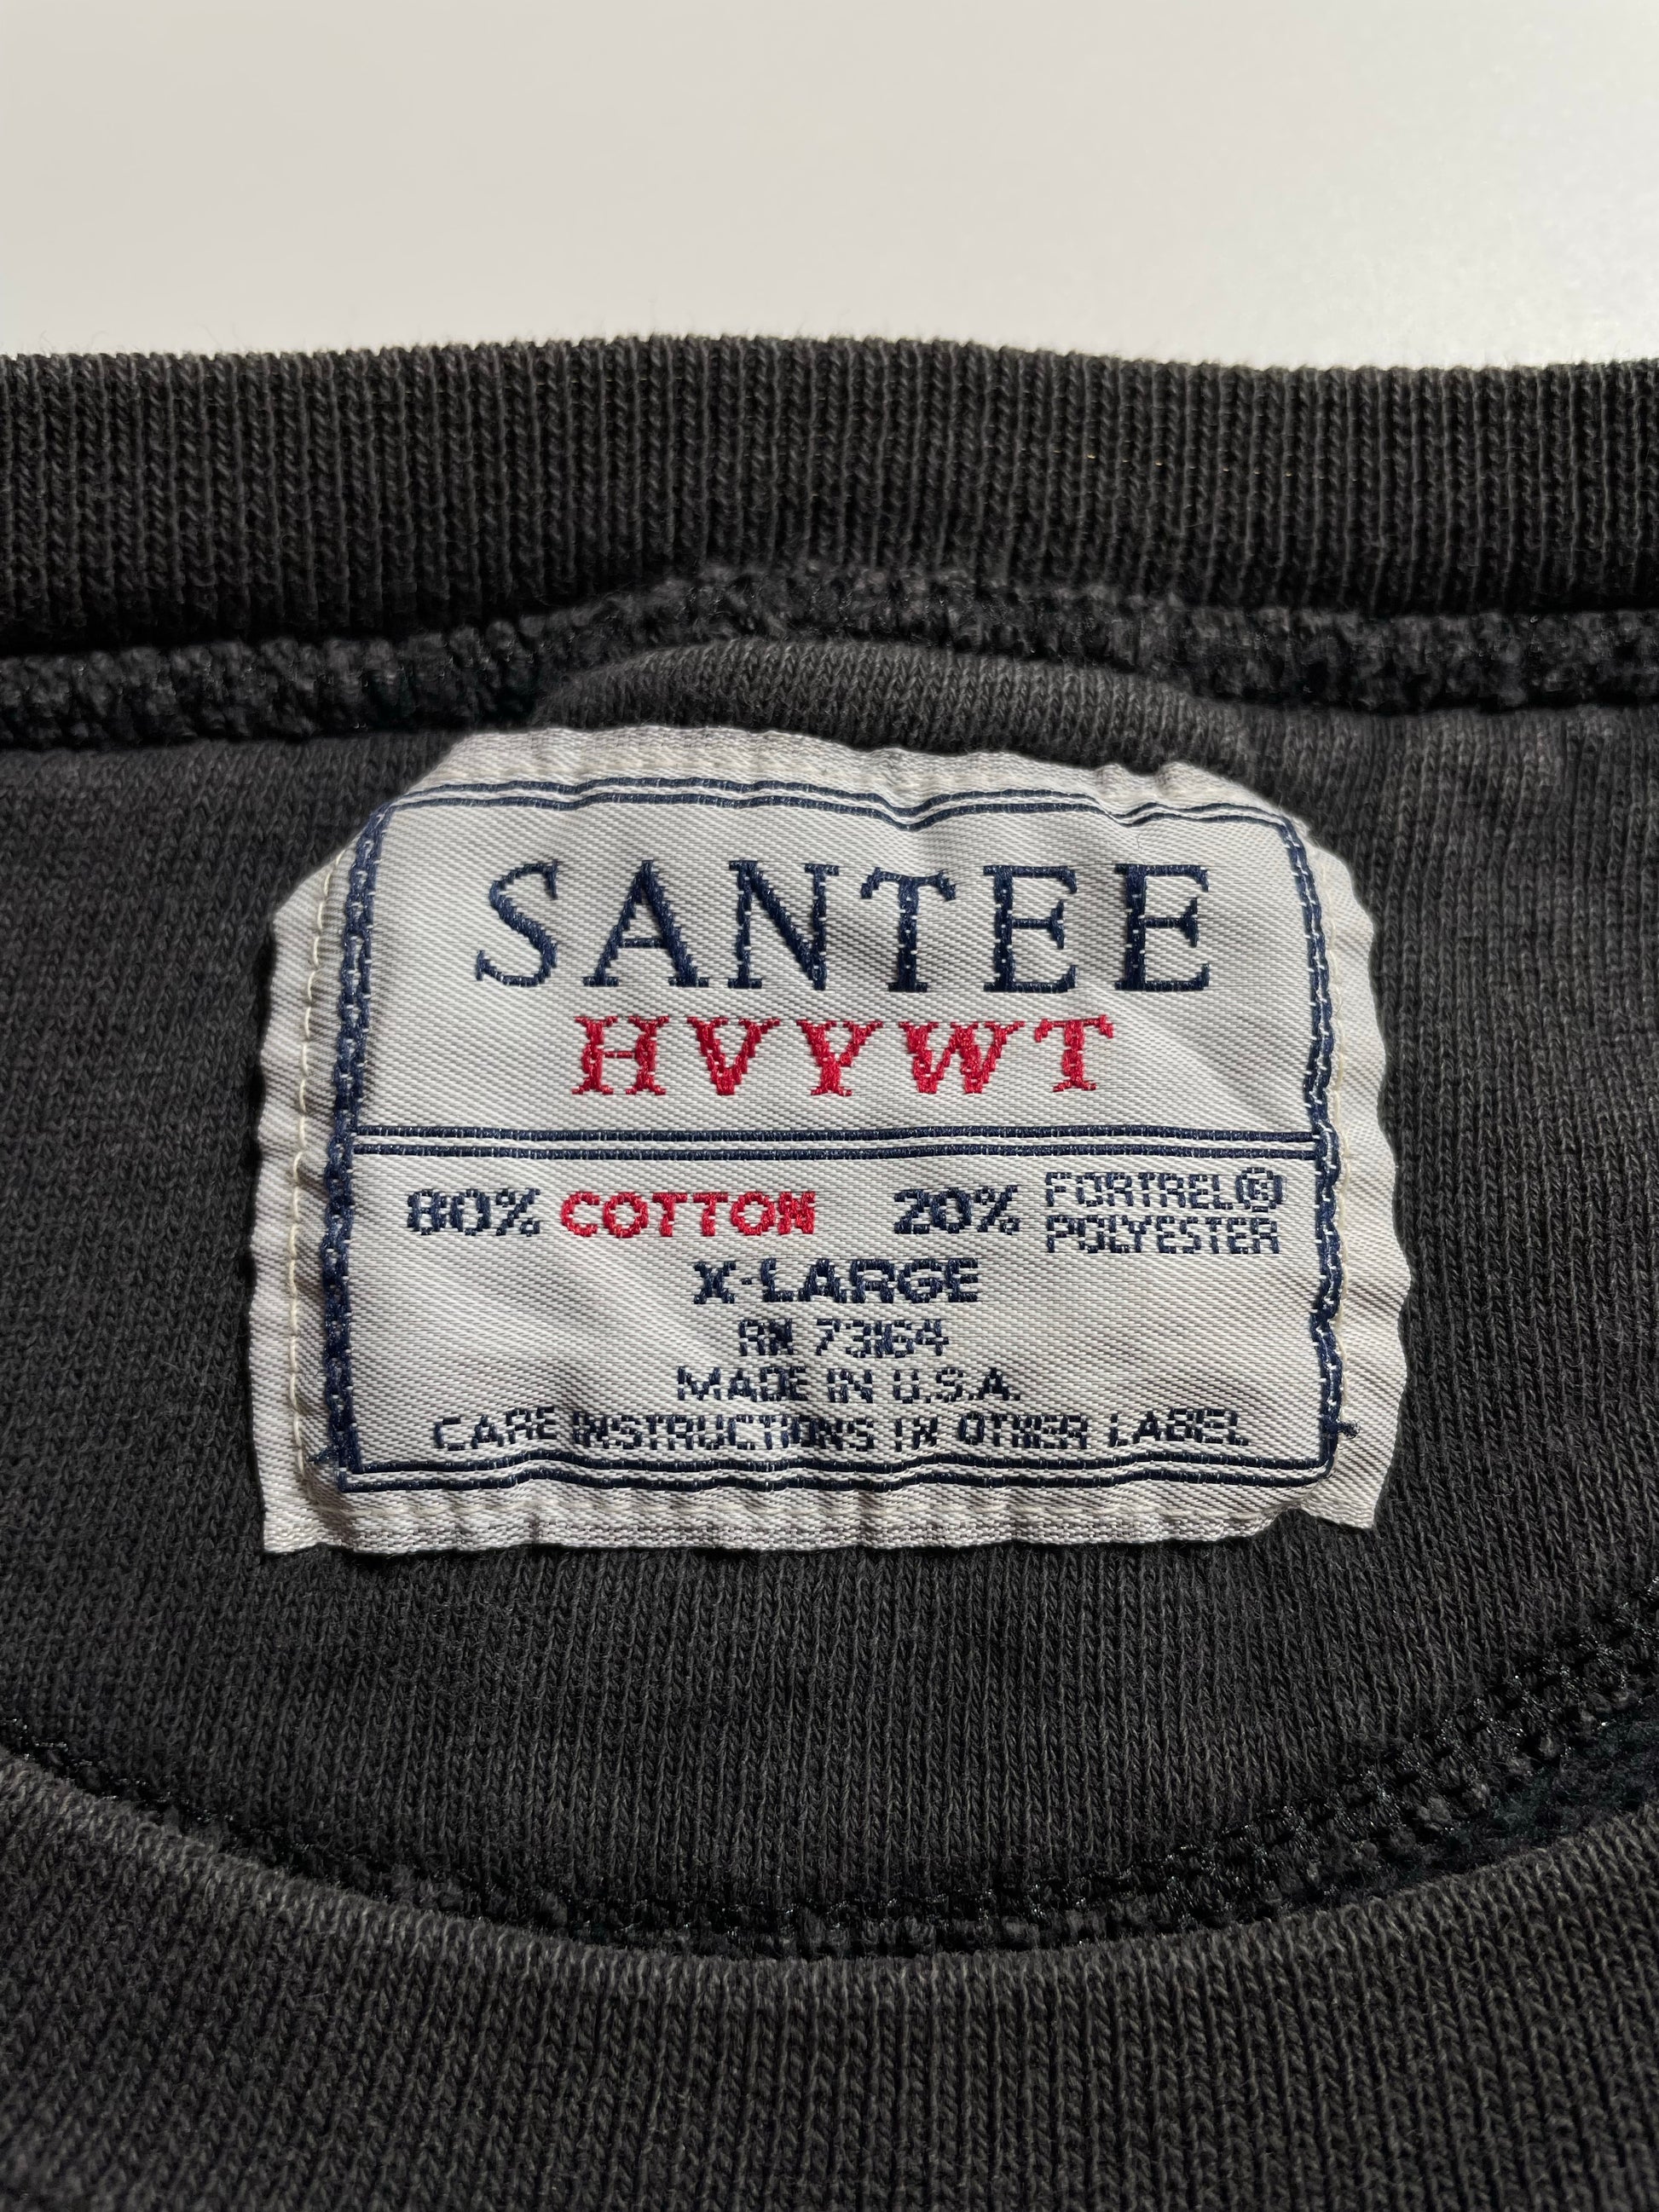 SANTEE
HVYWT
80% COTTON 20% FORTREL® POLYESTER
X-LARGE
RN 73164
MADE IN U.S.A.
CARE INSTRUCTIONS IN OTHER LABEL